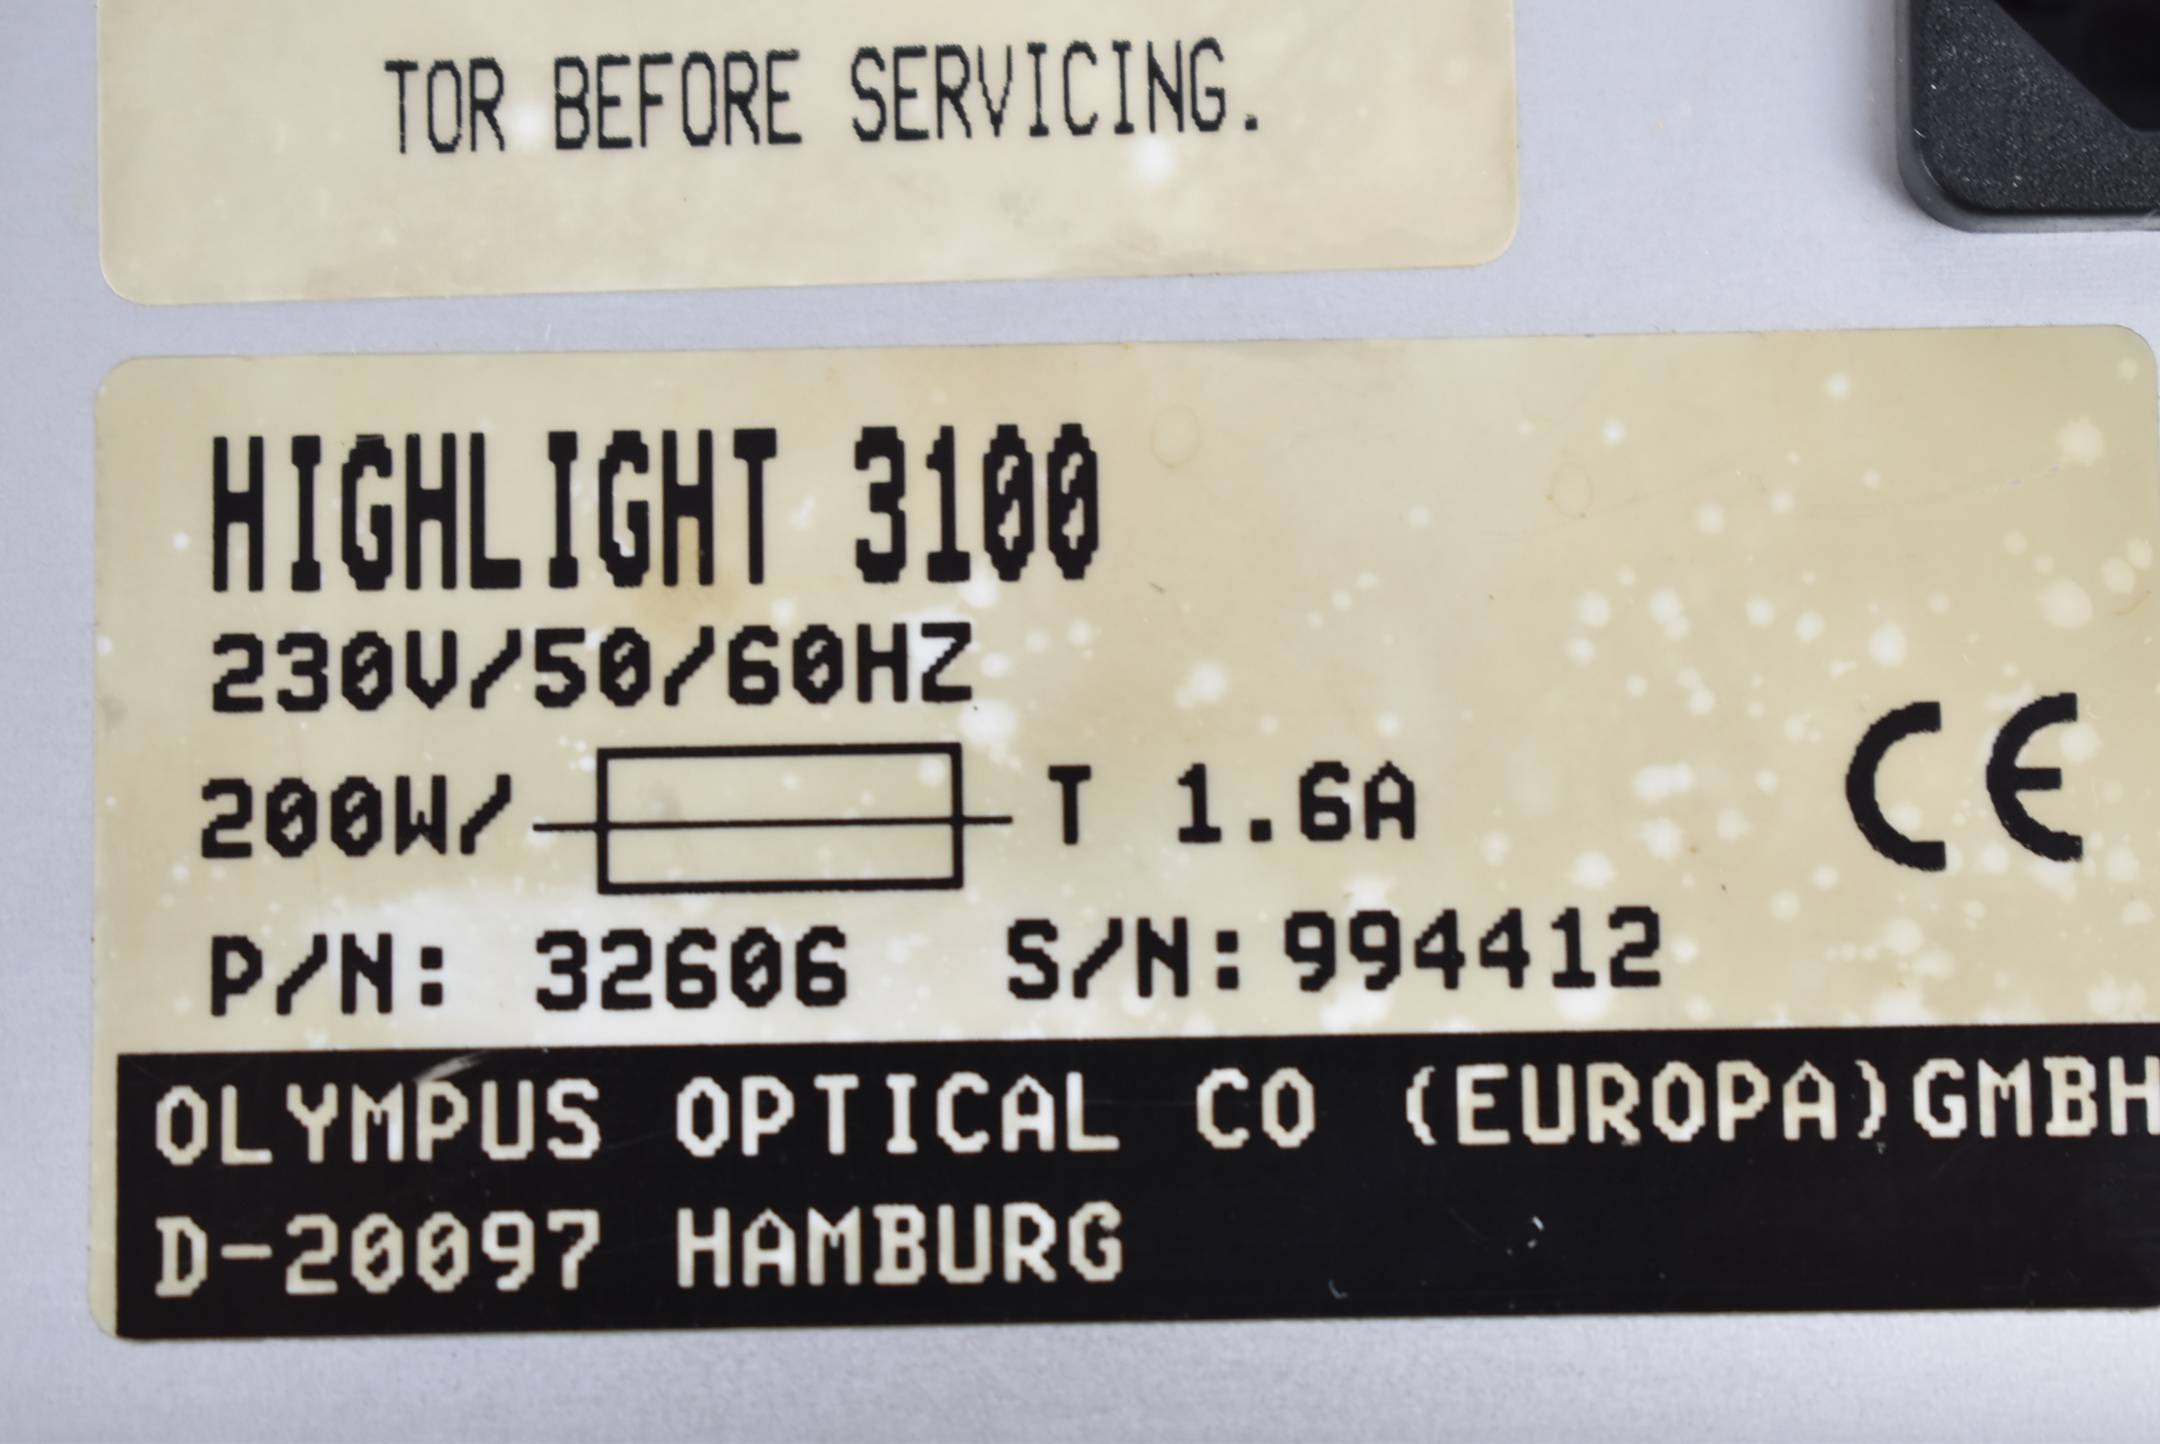 TOR BEFORE SERVICING.
HIGHLIGHT 3100
230V/50/60HZ
200W/ T 1.6A
CE
P/N: 32606 S/N:994412
OLYMPUS OPTICAL CO (EUROPA)GMBH
D-20097 HAMBURG